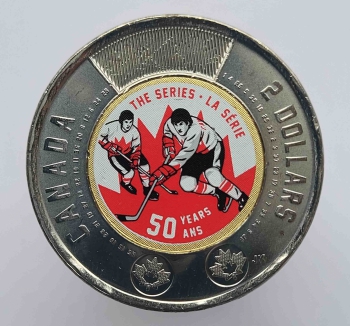 CANADA
2 DOLLARS
THE SERIES • LA SÉRIE
50 YEARS
ANS